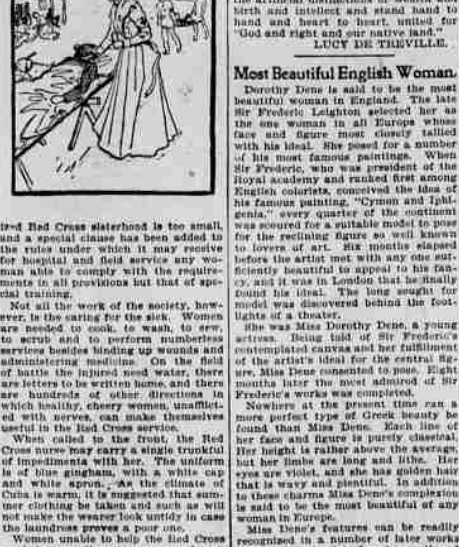 birth and intellect and stand hand to
hand and heart to heart, united for
"God and right and our native land."
LUCY DE TREVILLE.
ized Red Cross sisterhood is too small,
and a special clause has been added to
the rules under which it may receive
for hospital and field service any wo-
man able to comply with the require-
ments in all provisions but that of spe-
cial training.
Not all the work of the society, how-
ever, is the caring for the sick. Women
are needed to cook, to wash, to sew,
to scrub and to perform numberless
services besides binding up wounds and
administering medicine. On the field
of battle the injured need water, there
are letters to be written home, and there
are hundreds of other directions in
which healthy, cheery women, unafflict-
ed with nerves, can make themselves
useful in the Red Cross service.
When called to the front, the Red
Cross nurse may carry a single trunkful
of impedimenta with her. The uniform
is of blue gingham, with a white cap
and white apron. As the climate of
Cuba is warm, it is suggested that sum-
mer clothing be taken and such as will
not make the wearer look untidy in case
the laundress proves a poor one.
Women unable to help the Red Cross
Most Beautiful English Woman.
Dorothy Dene is said to be the most
beautiful woman in England. The late
Sir Frederic Leighton selected her as
the one woman in all Europe whose
face and figure most closely tallied
with his ideal. She posed for a number
of his most famous paintings. When
Sir Frederic, who was president of the
Royal academy and ranked first among
English colorists, conceived the idea of
his famous painting, "Cymon and Iphi-
genia," every quarter of the continent
was scoured for a suitable model to pose
for the reclining figure so well known
to lovers of art. Six months elapsed
before the artist met with any one suf-
ficiently beautiful to appeal to his fan-
cy, and it was in London that he finally
found his idea. The long sought for
model was discovered behind the foot-
lights of a theater.
She was Miss Dorothy Dene, a young
actress. Being told of Sir Frederic's
contemplated canvas and her fulfillment
of the artist's ideal for the central fig-
ure, Miss Dene consented to pose. Eight
months later the most admired of Sir
Frederic's works was completed.
Nowhere at the present time can a
more perfect type of Greek beauty be
found than Miss Dene. Each line of
her face and figure is purely classical.
Her height is rather above the average,
but her limbs are long and lithe. Her
eyes are violet, and she has golden hair
that is wavy and plentiful. In addition
to these charms Miss Dene's complexion
is said to be the most beautiful of any
woman in Europe.
Miss Dene's features can be readily
recognized in a number of later works